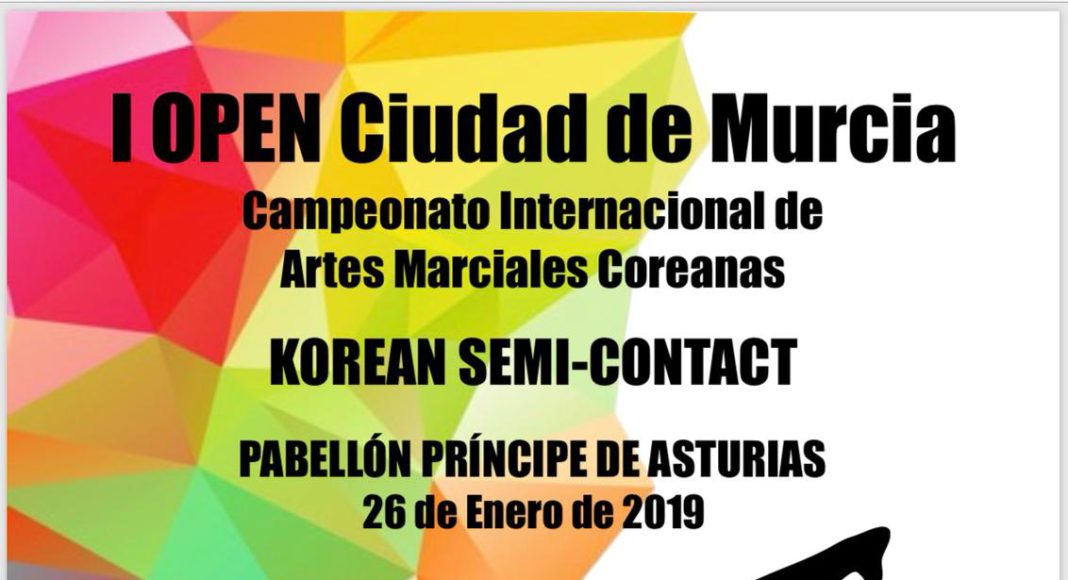 I OPEN Ciudad de Murcia
Campeonato Internacional de
Artes Marciales Coreanas
KOREAN SEMI-CONTACT
PABELLÓN PRÍNCIPE DE ASTURIAS
26 de Enero de 2019